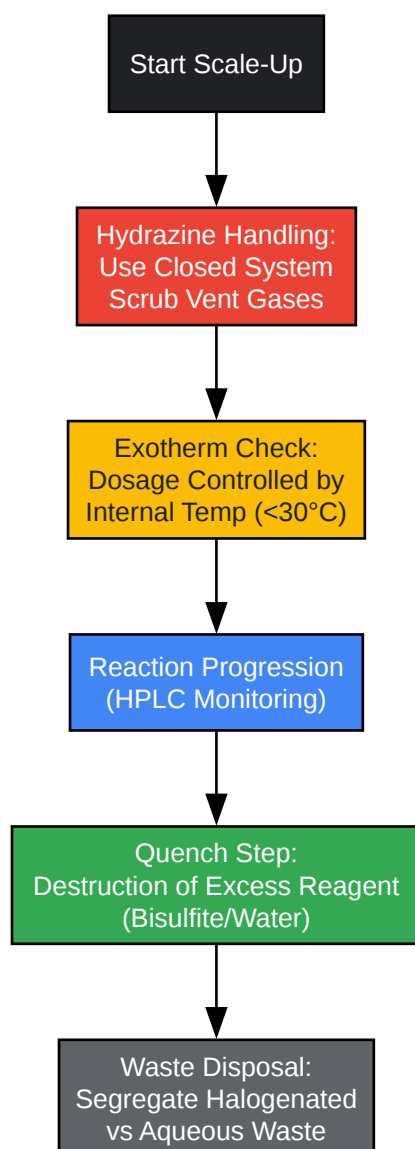 Start Scale-Up
Hydrazine Handling:
Use Closed System
Scrub Vent Gases
Exotherm Check:
Dosage Controlled by
Internal Temp (<30°C)
Reaction Progression
(HPLC Monitoring)
Quench Step:
Destruction of Excess Reagent
(Bisulfite/Water)
Waste Disposal:
Segregate Halogenated
vs Aqueous Waste